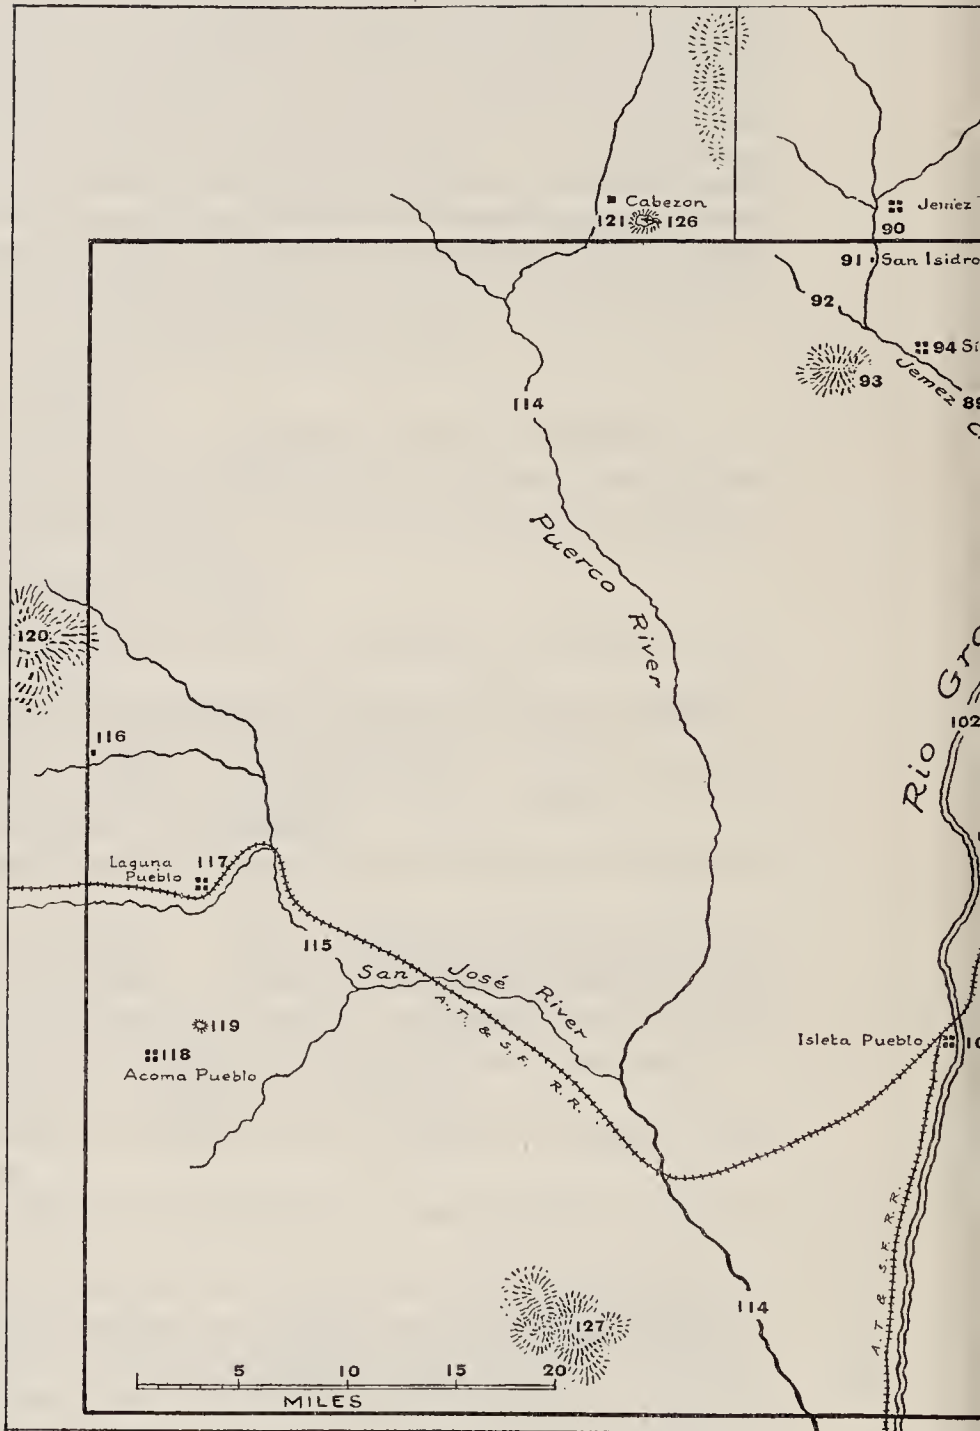 Cabezon
121 126
Jemez
90
91 San Isidro
92
94
93
Jemez
114
Puerco River
120
Rio
102
116
Laguna
Pueblo
117
115
San José River
A., T. & S. F. R. R.
119
118
Acoma Pueblo
Isleta Pueblo
A. T & S. F. R. R.
114
127
5 10 15 20
MILES